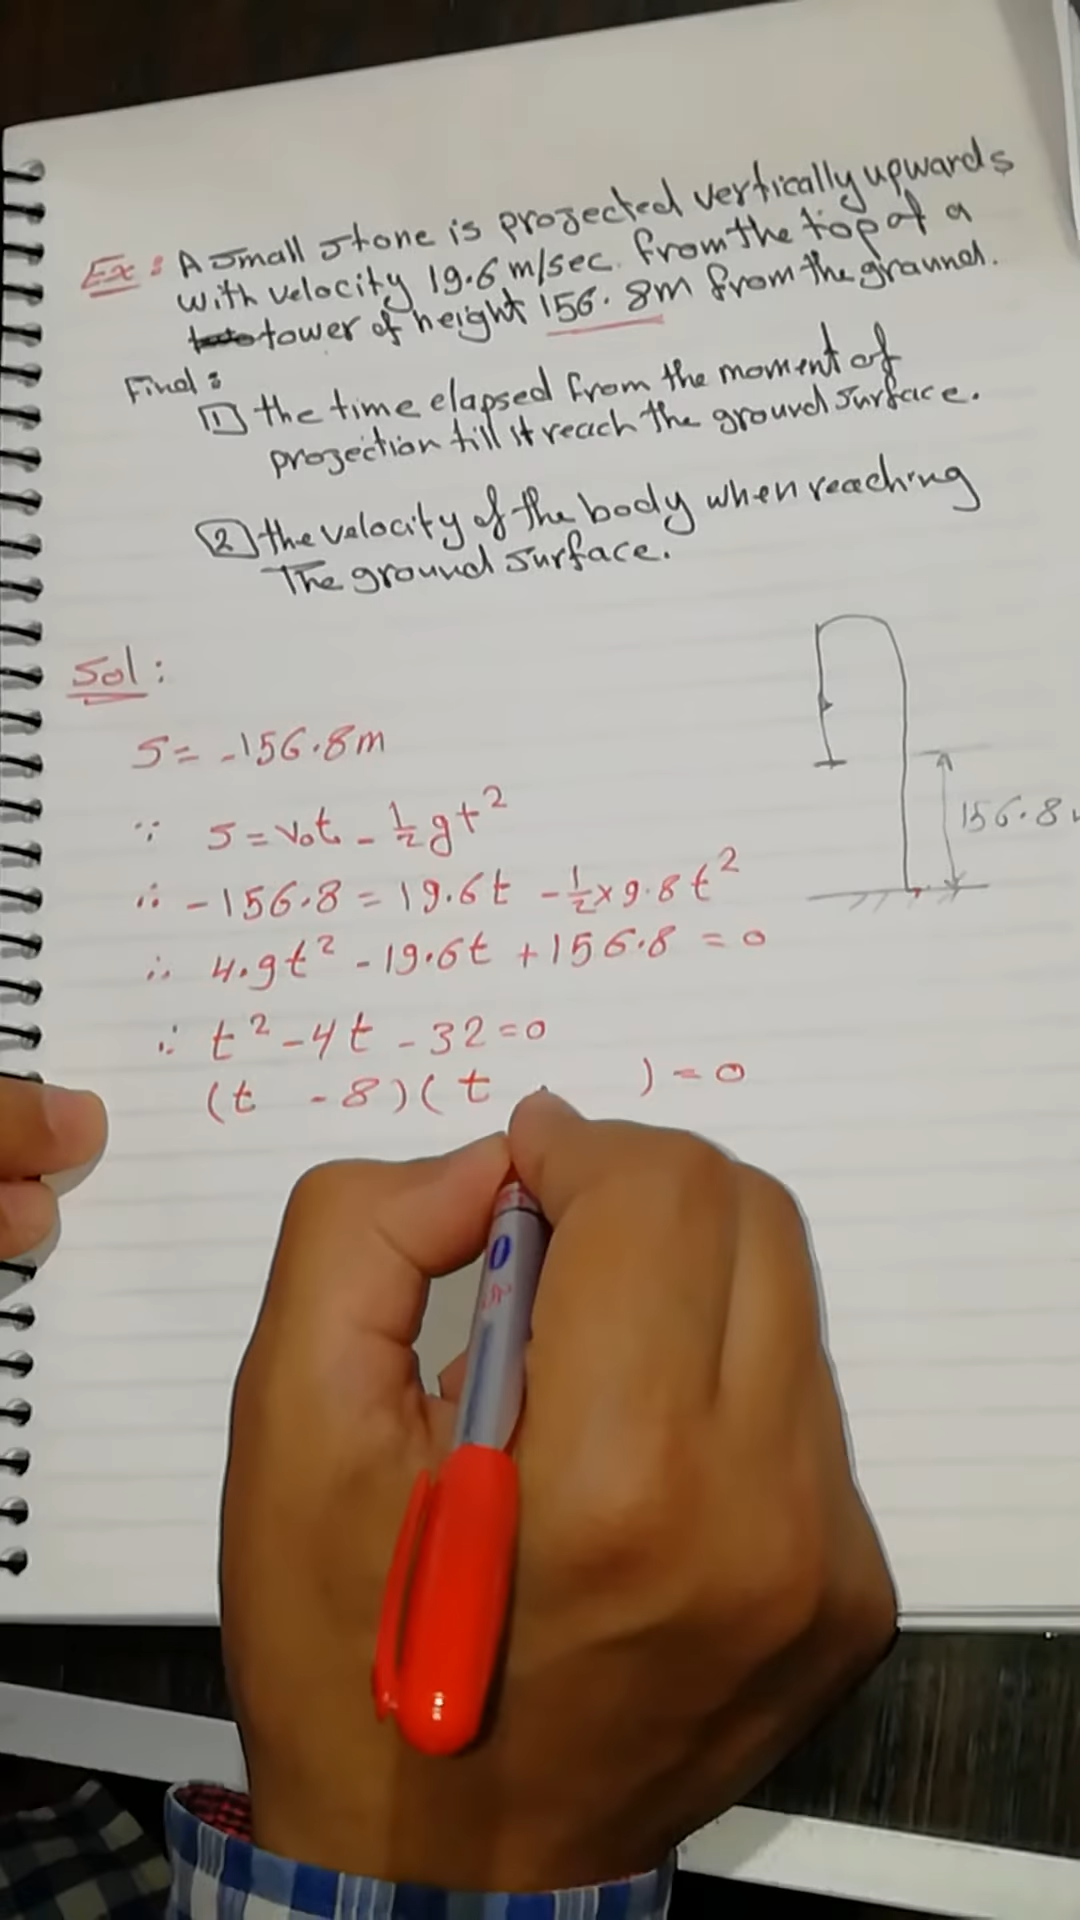 Ex: A small stone is projected vertically upwards
with velocity 19.6 m/sec. from the top of a
tower of height 156.8m from the ground.
Find:
1 the time elapsed from the moment of
projection till it reach the ground surface.
2 the velocity of the body when reaching
The ground surface.
Sol:
S = -156.8m
∵ S = V₀t - ½gt²
∴ -156.8 = 19.6t - ½×9.8t²
∴ 4.9t² - 19.6t + 156.8 = 0
∴ t² - 4t - 32 = 0
(t - 8)(t ) = 0
156.8
0